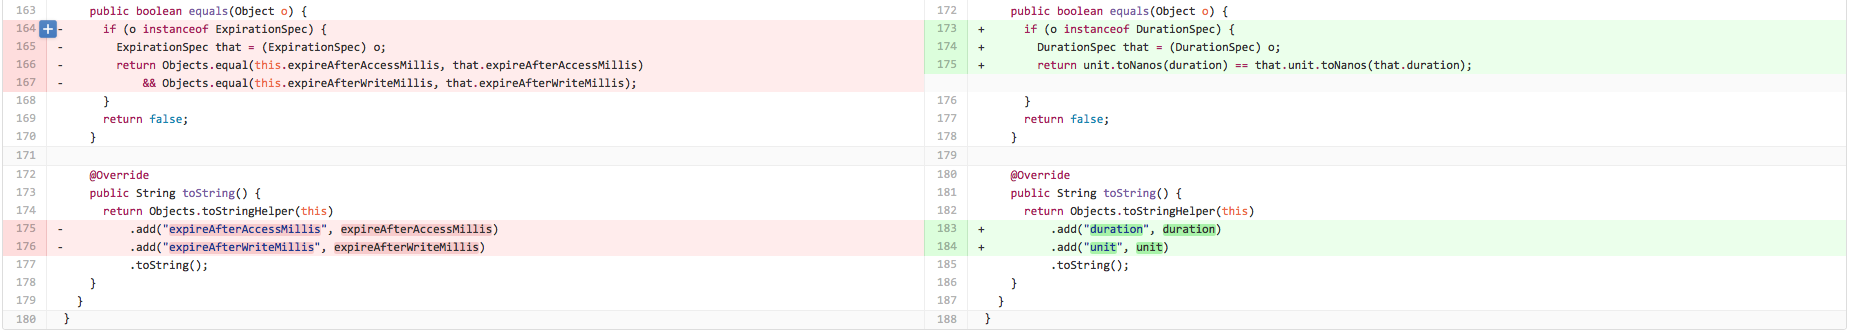 163 public boolean equals(Object o) {
164 + - if (o instanceof ExpirationSpec) {
165 - ExpirationSpec that = (ExpirationSpec) o;
166 - return Objects.equal(this.expireAfterAccessMillis, that.expireAfterAccessMillis)
167 - && Objects.equal(this.expireAfterWriteMillis, that.expireAfterWriteMillis);
168 }
169 return false;
170 }
171
172 @Override
173 public String toString() {
174 return Objects.toStringHelper(this)
175 - .add("expireAfterAccessMillis", expireAfterAccessMillis)
176 - .add("expireAfterWriteMillis", expireAfterWriteMillis)
177 .toString();
178 }
179 }
180 }
172 public boolean equals(Object o) {
173 + if (o instanceof DurationSpec) {
174 + DurationSpec that = (DurationSpec) o;
175 + return unit.toNanos(duration) == that.unit.toNanos(that.duration);
176 }
177 return false;
178 }
179
180 @Override
181 public String toString() {
182 return Objects.toStringHelper(this)
183 + .add("duration", duration)
184 + .add("unit", unit)
185 .toString();
186 }
187 }
188 }